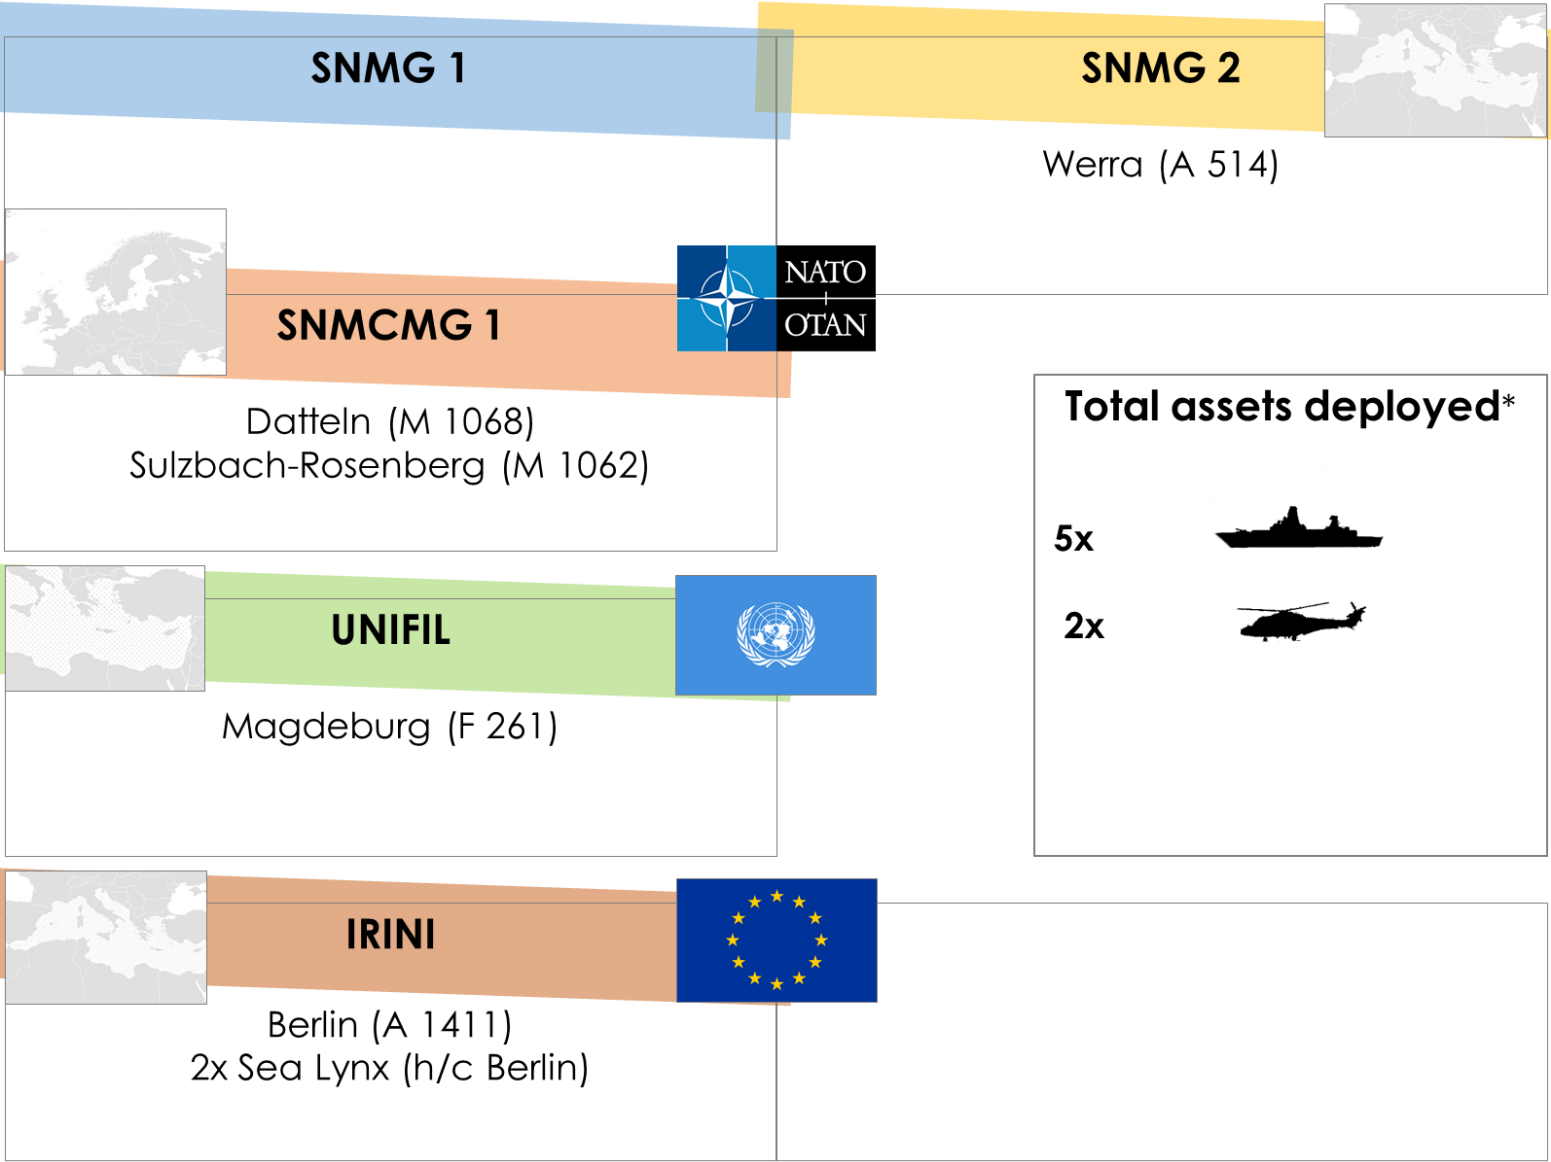 SNMG 1
SNMG 2
Werra (A 514)
NATO
OTAN
SNMCMG 1
Datteln (M 1068)
Sulzbach-Rosenberg (M 1062)
Total assets deployed*
5x
2x
UNIFIL
Magdeburg (F 261)
IRINI
Berlin (A 1411)
2x Sea Lynx (h/c Berlin)